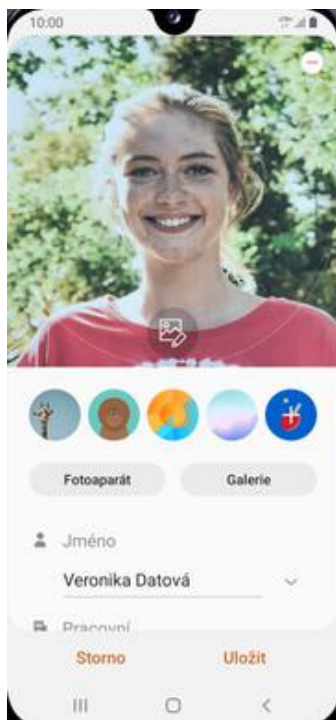 10:00
Fotoaparát
Galerie
Jméno
Veronika Datová
Pracovní
Storno
Uložit